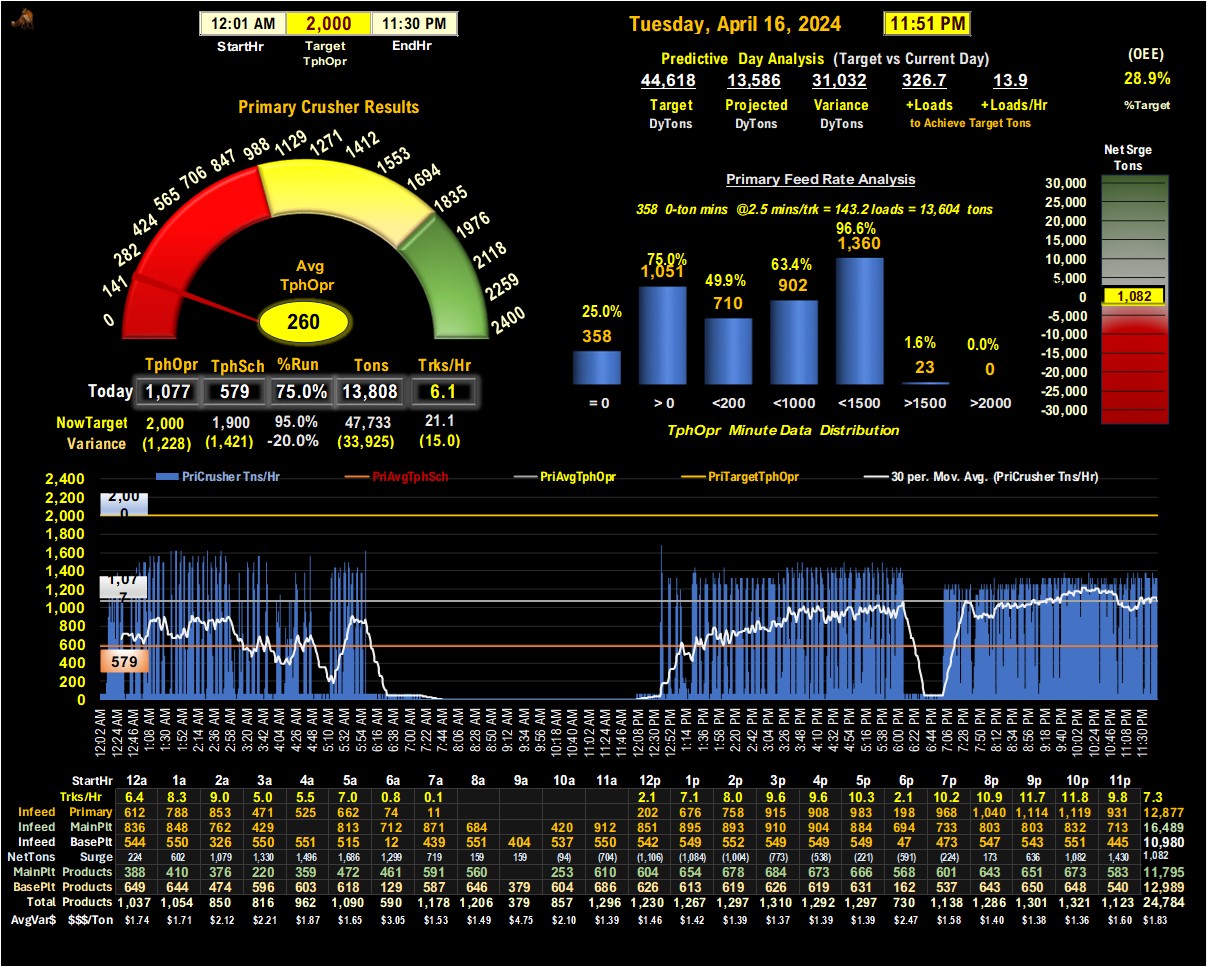 12:01 AM 2,000 11:30 PM
StartHr Target EndHr
TphOpr
Tuesday, April 16, 2024 11:51 PM
Predictive Day Analysis (Target vs Current Day)
44,618 13,586 31,032 326.7 13.9
Target Projected Variance +Loads +Loads/Hr
DyTons DyTons DyTons to Achieve Target Tons
(OEE)
28.9%
%Target
Primary Crusher Results
0 141 282 424 565 706 847 988 1129 1271 1412 1553 1694 1835 1976 2118 2259 2400
Avg
TphOpr
260
TphOpr TphSch %Run Tons Trks/Hr
Today 1,077 579 75.0% 13,808 6.1
NowTarget 2,000 1,900 95.0% 47,733 21.1
Variance (1,228) (1,421) -20.0% (33,925) (15.0)
Primary Feed Rate Analysis
358 0-ton mins @2.5 mins/trk = 143.2 loads = 13,604 tons
25.0% 75.0% 49.9% 63.4% 96.6% 1.6% 0.0%
358 1,051 710 902 1,360 23 0
= 0 > 0 <200 <1000 <1500 >1500 >2000
TphOpr Minute Data Distribution
Net Srge
Tons
30,000
25,000
20,000
15,000
10,000
5,000
0 1,082
-5,000
-10,000
-15,000
-20,000
-25,000
-30,000
PriCrusher Tns/Hr PriAvgTphSch PriAvgTphOpr PriTargetTphOpr 30 per. Mov. Avg. (PriCrusher Tns/Hr)
2,400
2,200
2,000
1,800
1,600
1,400
1,200
1,000
800
600
400
200
0
2,00
0
1,07
7
579
12:02 AM 12:24 AM 12:46 AM 1:08 AM 1:30 AM 1:52 AM 2:14 AM 2:36 AM 2:58 AM 3:20 AM 3:42 AM 4:04 AM 4:26 AM 4:48 AM 5:10 AM 5:32 AM 5:54 AM 6:16 AM 6:38 AM 7:00 AM 7:22 AM 7:44 AM 8:06 AM 8:28 AM 8:50 AM 9:12 AM 9:34 AM 9:56 AM 10:18 AM 10:40 AM 11:02 AM 11:24 AM 11:46 AM 12:08 PM 12:30 PM 12:52 PM 1:14 PM 1:36 PM 1:58 PM 2:20 PM 2:42 PM 3:04 PM 3:26 PM 3:48 PM 4:10 PM 4:32 PM 4:54 PM 5:16 PM 5:38 PM 6:00 PM 6:22 PM 6:44 PM 7:06 PM 7:28 PM 7:50 PM 8:12 PM 8:34 PM 8:56 PM 9:18 PM 9:40 PM 10:02 PM 10:24 PM 10:46 PM 11:08 PM 11:30 PM
StartHr 12a 1a 2a 3a 4a 5a 6a 7a 8a 9a 10a 11a 12p 1p 2p 3p 4p 5p 6p 7p 8p 9p 10p 11p
Trks/Hr 6.4 8.3 9.0 5.0 5.5 7.0 0.8 0.1 2.1 7.1 8.0 9.6 9.6 10.3 2.1 10.2 10.9 11.7 11.8 9.8 7.3
Infeed Primary 612 788 853 471 525 662 74 11 202 676 758 915 908 983 198 968 1,040 1,114 1,119 931 12,877
Infeed MainPlt 836 848 762 429 813 712 871 684 420 912 851 895 893 910 904 884 694 733 803 803 832 713 16,489
Infeed BasePlt 544 550 326 550 551 515 12 439 551 404 552 549 542 549 552 549 549 549 47 473 547 543 551 445 10,980
NetTons Surge 224 602 1,079 1,330 1,496 1,686 1,299 719 159 159 (94) (704) (1,106) (1,084) (1,004) (773) (538) (221) (591) (224) 173 636 1,082 1,430 1,082
MainPlt Products 388 410 376 220 359 472 461 591 560 253 610 604 654 678 684 673 666 568 601 643 651 673 583 11,795
BasePlt Products 649 644 474 596 603 618 129 587 646 379 604 686 626 613 619 626 619 631 162 537 643 650 648 540 12,989
Total Products 1,037 1,054 850 816 962 1,090 590 1,178 1,206 379 857 1,296 1,230 1,267 1,297 1,310 1,292 1,297 730 1,138 1,286 1,301 1,321 1,123 24,784
AvgVar$ $$$/Ton $1.74 $1.71 $2.12 $2.21 $1.87 $1.65 $3.05 $1.53 $1.49 $4.75 $2.10 $1.39 $1.46 $1.42 $1.39 $1.37 $1.39 $1.39 $2.47 $1.58 $1.40 $1.38 $1.36 $1.60 $1.83